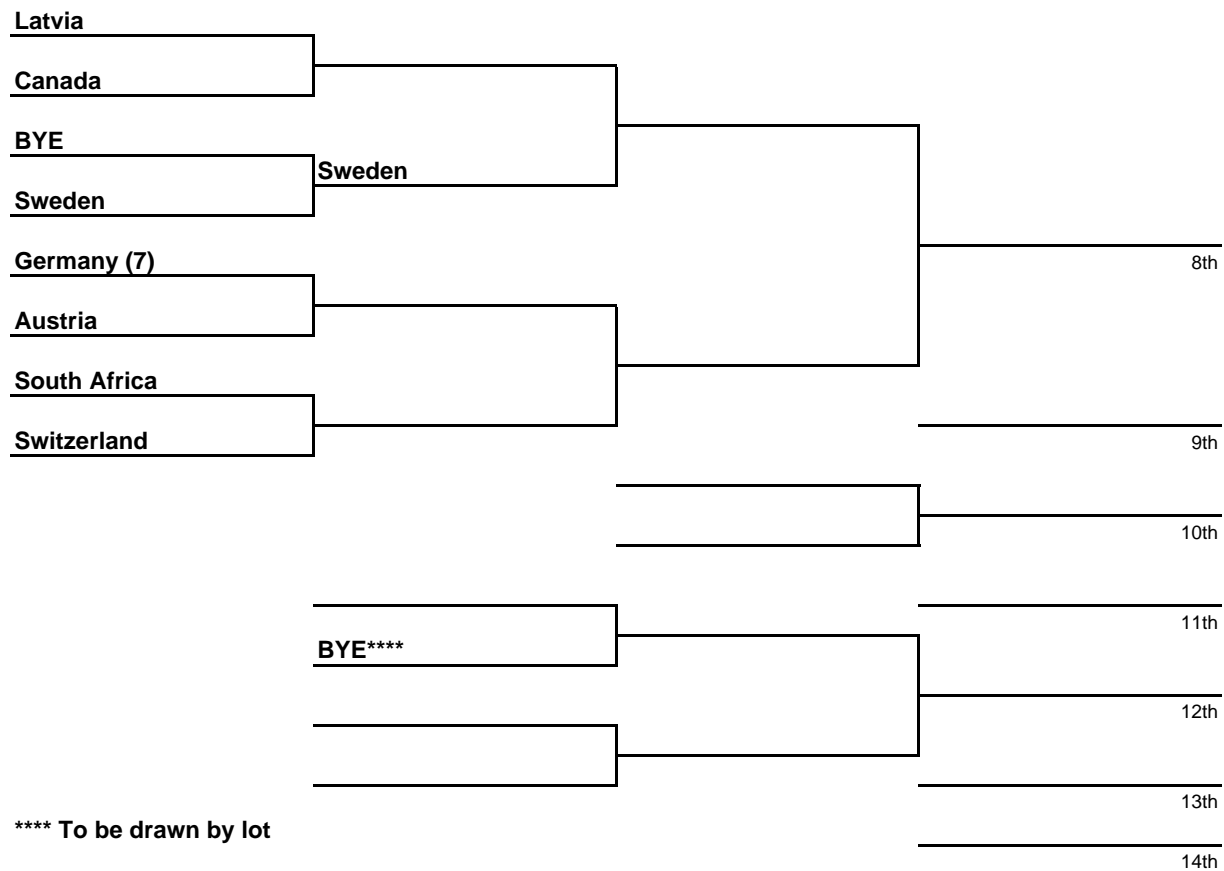 Latvia
Canada
BYE
Sweden
Sweden
Germany (7)
8th
Austria
South Africa
Switzerland
9th
10th
11th
BYE****
12th
13th
**** To be drawn by lot
14th